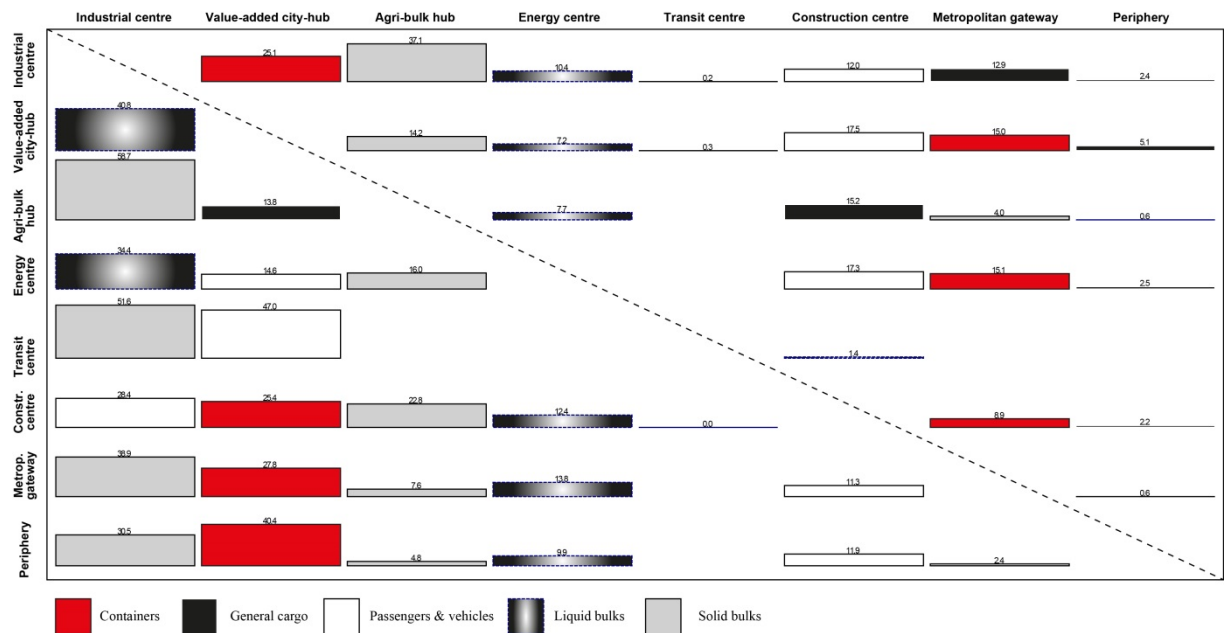 Industrial centre Value-added city-hub Agri-bulk hub Energy centre Transit centre Construction centre Metropolitan gateway Periphery
Industrial centre 25.1 37.1 10.4 0.2 12.0 12.9 2.4
Value-added city-hub 40.8 14.2 7.2 0.3 17.5 15.0 5.1
Agri-bulk hub 58.7 13.8 7.7 15.2 4.0 0.6
Energy centre 34.4 14.6 16.0 17.3 15.1 2.5
Transit centre 51.6 47.0 1.4
Constr. centre 28.4 25.4 22.8 12.4 0.0 8.9 2.2
Metrop. gateway 38.9 27.8 7.6 13.8 11.3 0.6
Periphery 30.5 40.4 4.8 9.9 11.9 2.4
Containers General cargo Passengers & vehicles Liquid bulks Solid bulks